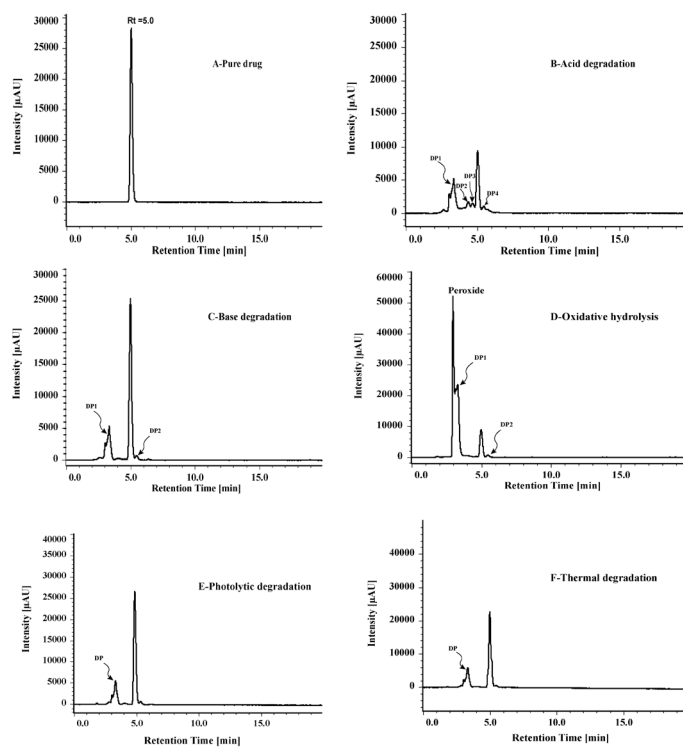 Rt =5.0
A-Pure drug
Intensity [µAU]
30000
25000
20000
15000
10000
5000
0
0.0 5.0 10.0 15.0
Retention Time [min]
B-Acid degradation
Intensity [µAU]
30000
25000
20000
15000
10000
5000
0
DP1
DP2
DP3
DP4
0.0 5.0 10.0 15.0
Retention Time [min]
C-Base degradation
Intensity [µAU]
30000
25000
20000
15000
10000
5000
0
DP1
DP2
0.0 5.0 10.0 15.0
Retention Time [min]
Peroxide
D-Oxidative hydrolysis
Intensity [µAU]
60000
50000
40000
30000
20000
10000
0
DP1
DP2
0.0 5.0 10.0 15.0
Retention Time [min]
E-Photolytic degradation
Intensity [µAU]
40000
35000
30000
25000
20000
15000
10000
5000
0
DP
0.0 5.0 10.0 15.0
Retention Time [min]
F-Thermal degradation
Intensity [µAU]
40000
30000
20000
10000
0
DP
0.0 5.0 10.0 15.0
Retention Time [min]